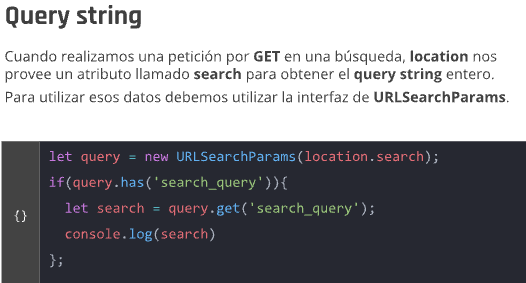 Query string
Cuando realizamos una petición por GET en una búsqueda, location nos
provee un atributo llamado search para obtener el query string entero.
Para utilizar esos datos debemos utilizar la interfaz de URLSearchParams.
let query = new URLSearchParams(location.search);
if(query.has('search_query')){
{}
let search = query.get('search_query');
console.log(search)
};